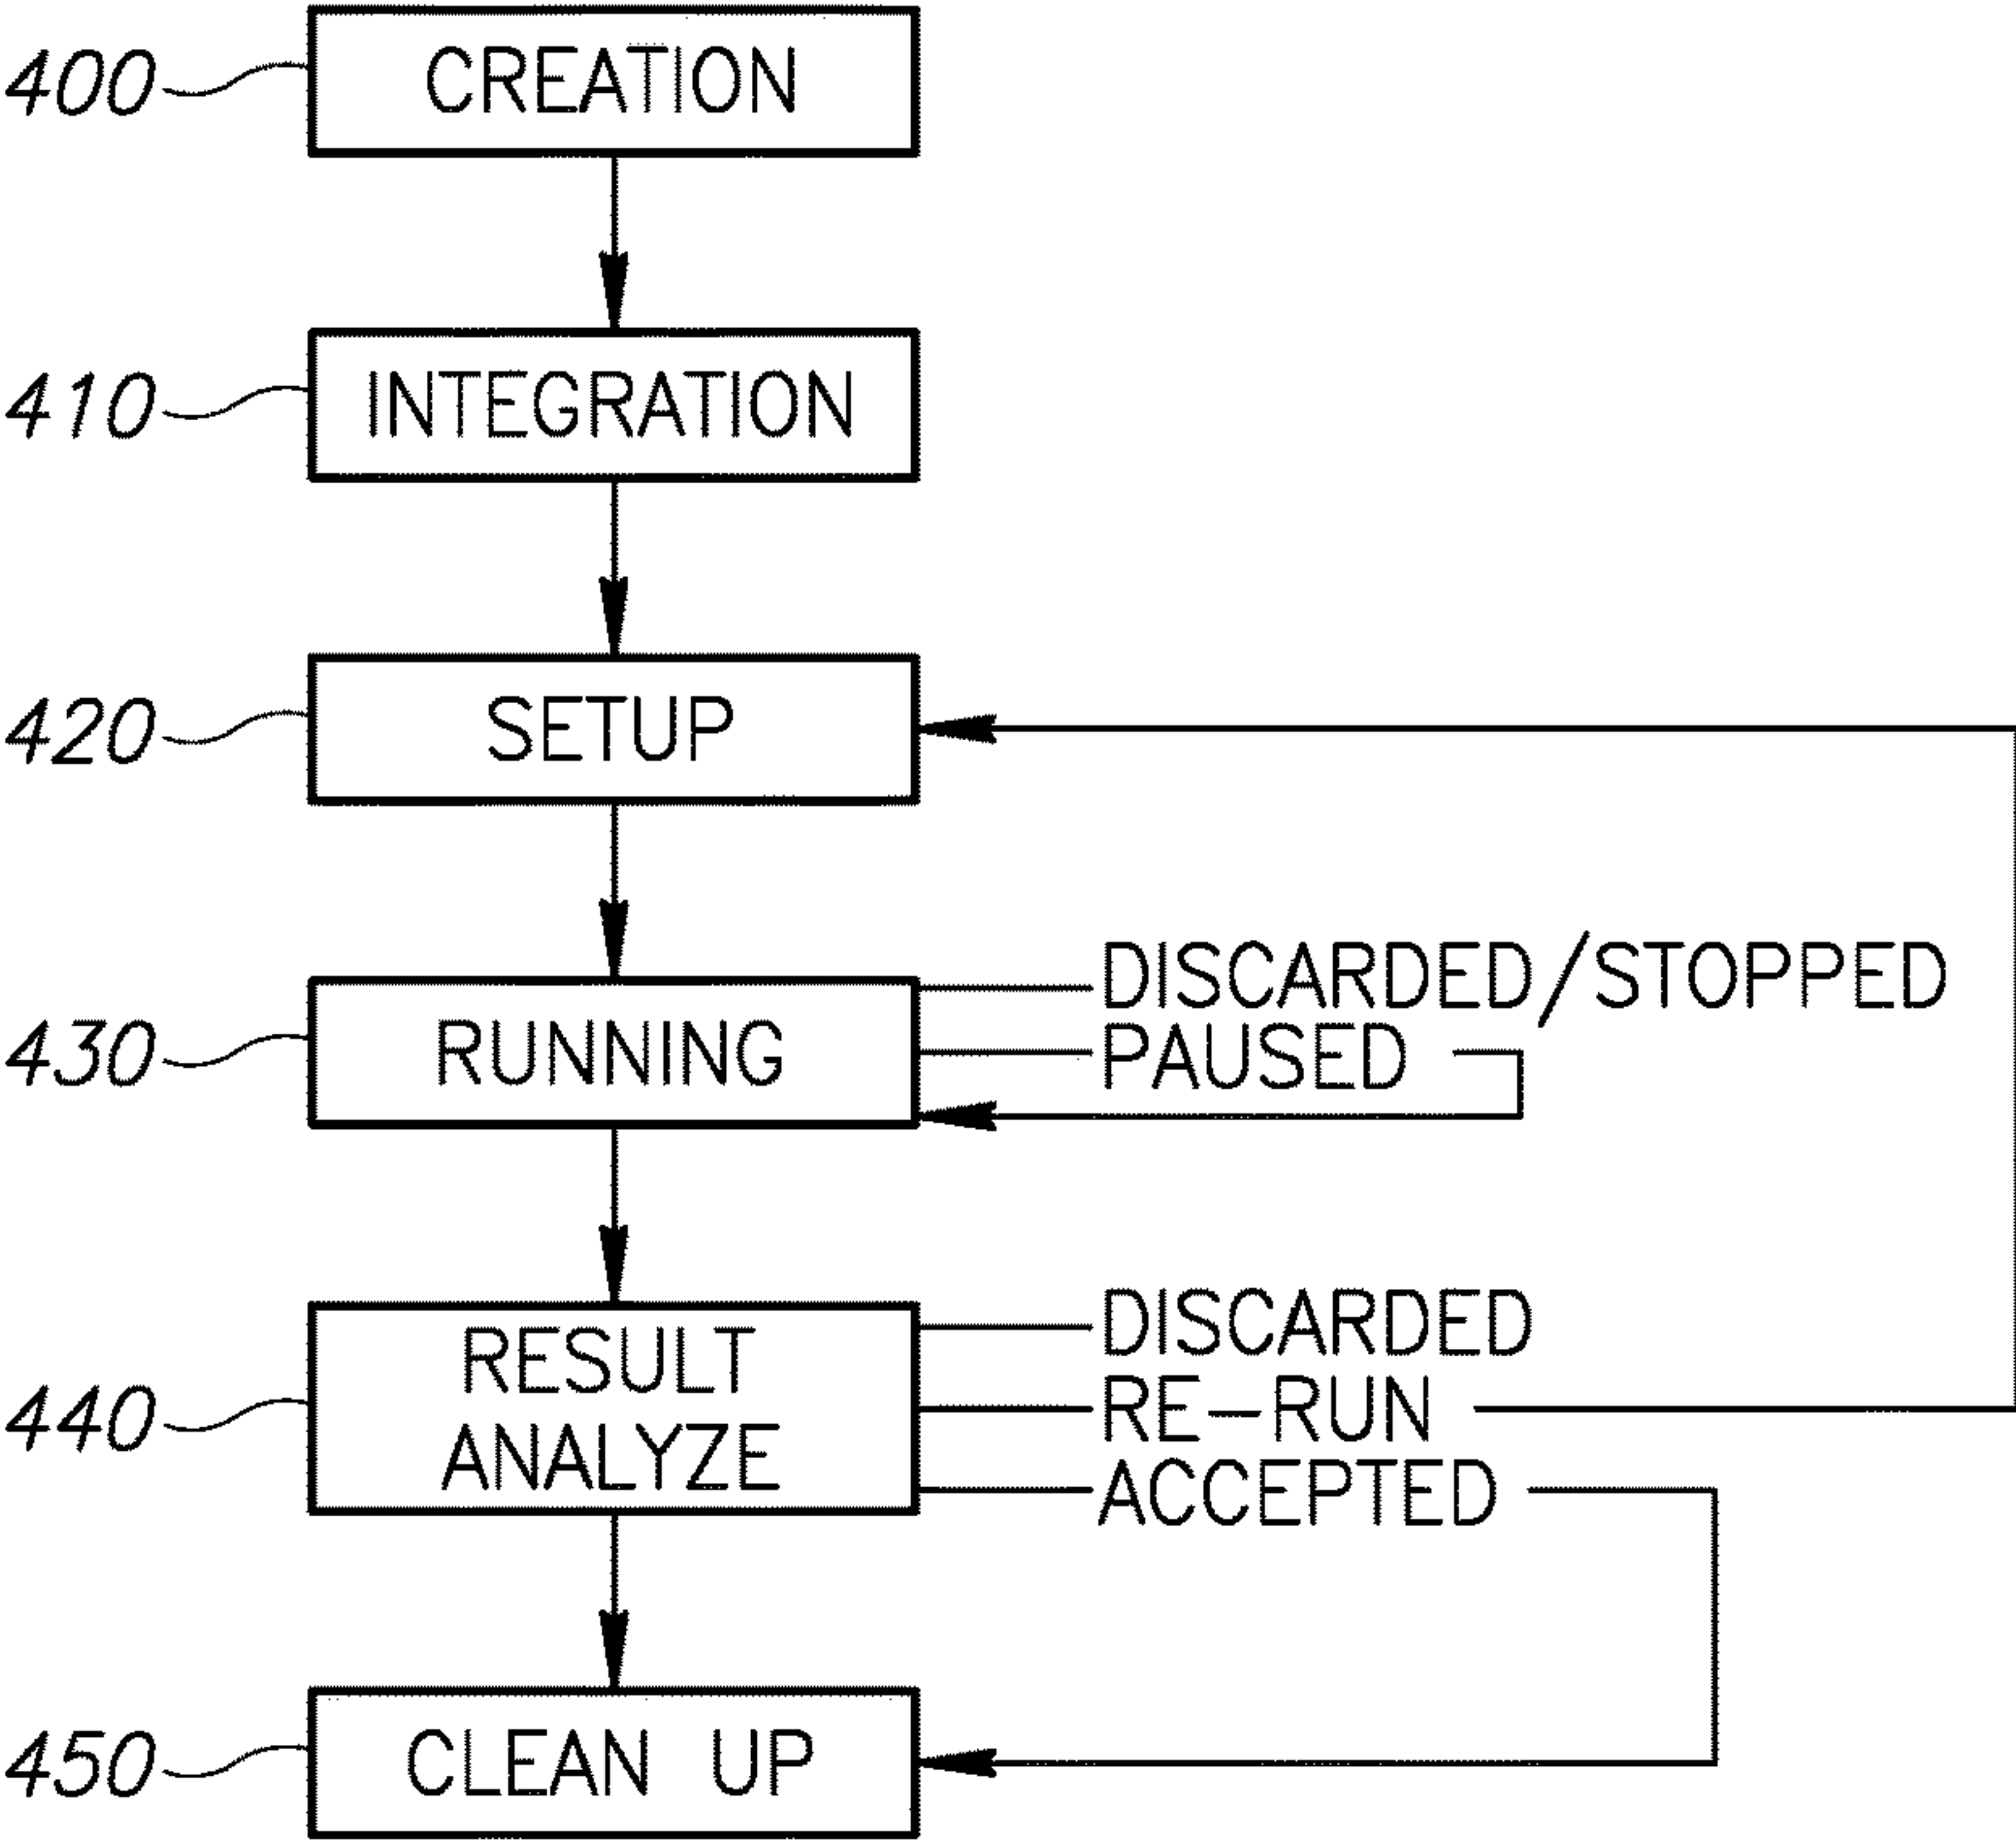 400 CREATION
410 INTEGRATION
420 SETUP
430 RUNNING
DISCARDED/STOPPED
PAUSED
440 RESULT
ANALYZE
DISCARDED
RE-RUN
ACCEPTED
450 CLEAN UP